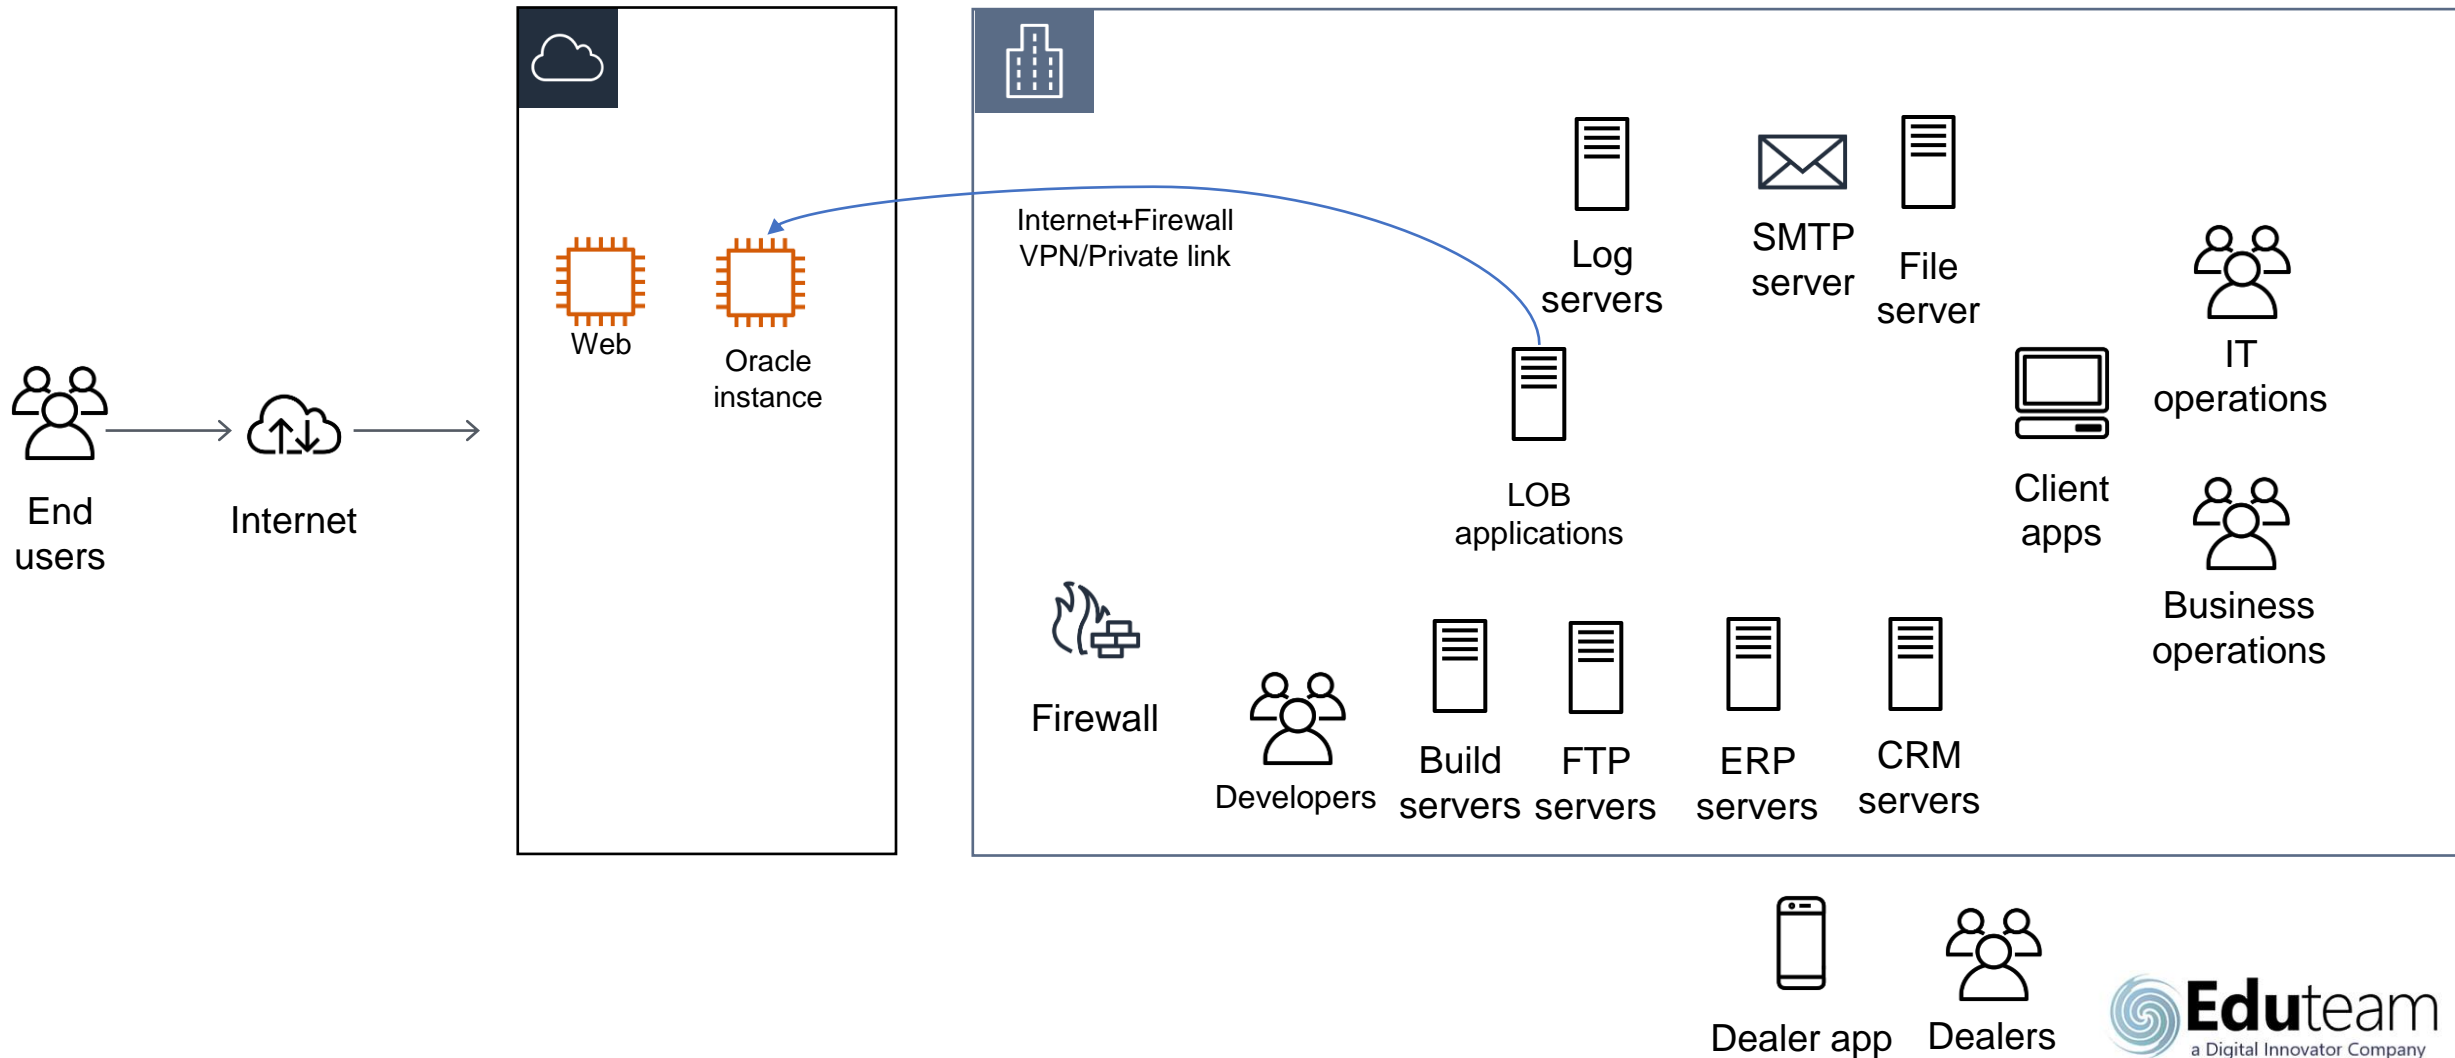 End
users
Internet
Web
Oracle
instance
Internet+Firewall
VPN/Private link
Log
servers
SMTP
server
File
server
IT
operations
LOB
applications
Client
apps
Business
operations
Firewall
Developers
Build
servers
FTP
servers
ERP
servers
CRM
servers
Dealer app
Dealers
Eduteam
a Digital Innovator Company